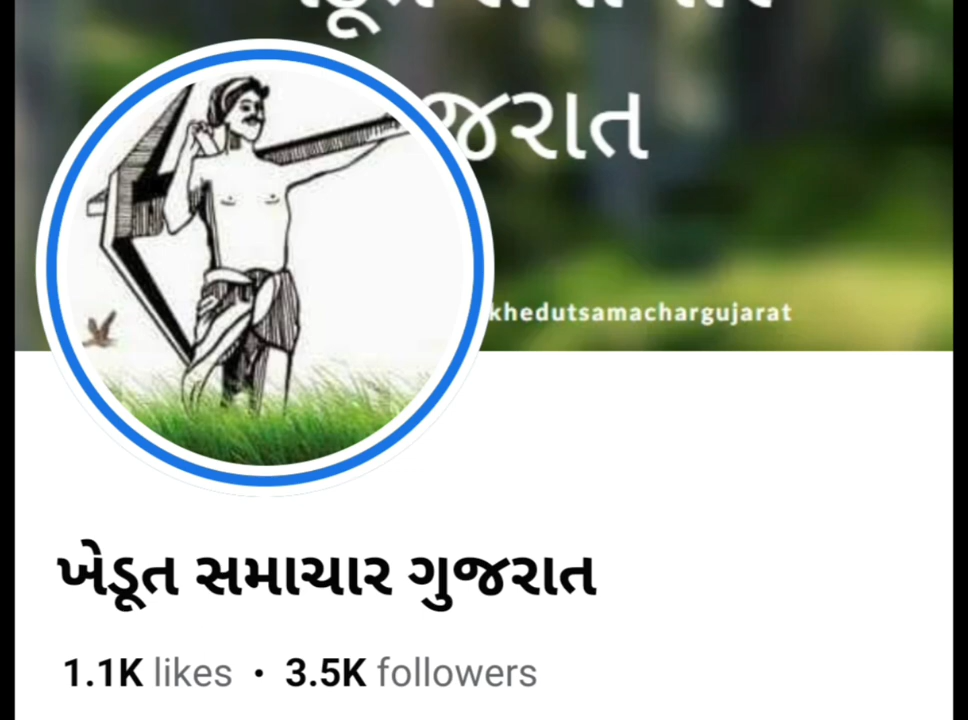 જરાત
khedutsamachargujarat
ખેડૂત સમાચાર ગુજરાત
1.1K likes • 3.5K followers